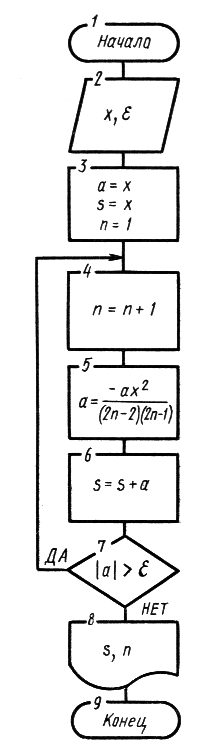 1
Начало
2
x, ℰ
3
a = x
s = x
n = 1
4
n = n + 1
5
a = -ax² / (2n-2)(2n-1)
6
s = s + a
7
ДА
|a| > ℰ
НЕТ
8
s, n
9
Конец